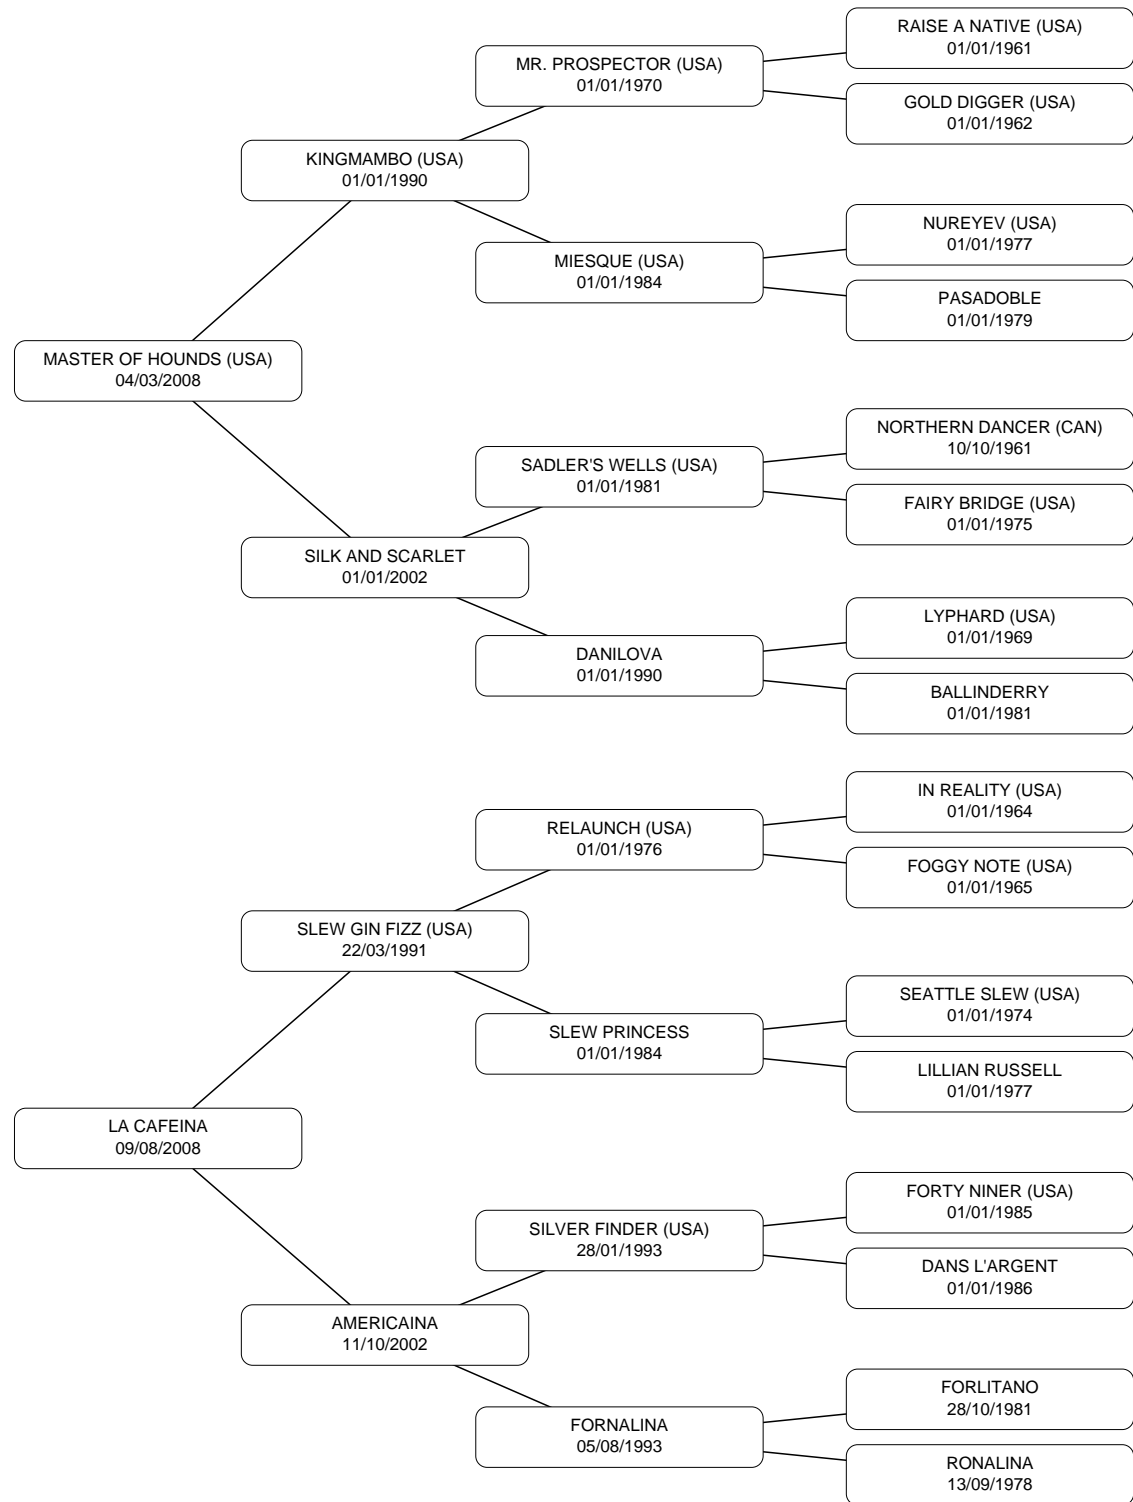 RAISE A NATIVE (USA)
01/01/1961
MR. PROSPECTOR (USA)
01/01/1970
GOLD DIGGER (USA)
01/01/1962
KINGMAMBO (USA)
01/01/1990
NUREYEV (USA)
01/01/1977
MIESQUE (USA)
01/01/1984
PASADOBLE
01/01/1979
MASTER OF HOUNDS (USA)
04/03/2008
NORTHERN DANCER (CAN)
10/10/1961
SADLER'S WELLS (USA)
01/01/1981
FAIRY BRIDGE (USA)
01/01/1975
SILK AND SCARLET
01/01/2002
LYPHARD (USA)
01/01/1969
DANILOVA
01/01/1990
BALLINDERRY
01/01/1981
IN REALITY (USA)
01/01/1964
RELAUNCH (USA)
01/01/1976
FOGGY NOTE (USA)
01/01/1965
SLEW GIN FIZZ (USA)
22/03/1991
SEATTLE SLEW (USA)
01/01/1974
SLEW PRINCESS
01/01/1984
LILLIAN RUSSELL
01/01/1977
LA CAFEINA
09/08/2008
FORTY NINER (USA)
01/01/1985
SILVER FINDER (USA)
28/01/1993
DANS L'ARGENT
01/01/1986
AMERICAINA
11/10/2002
FORLITANO
28/10/1981
FORNALINA
05/08/1993
RONALINA
13/09/1978